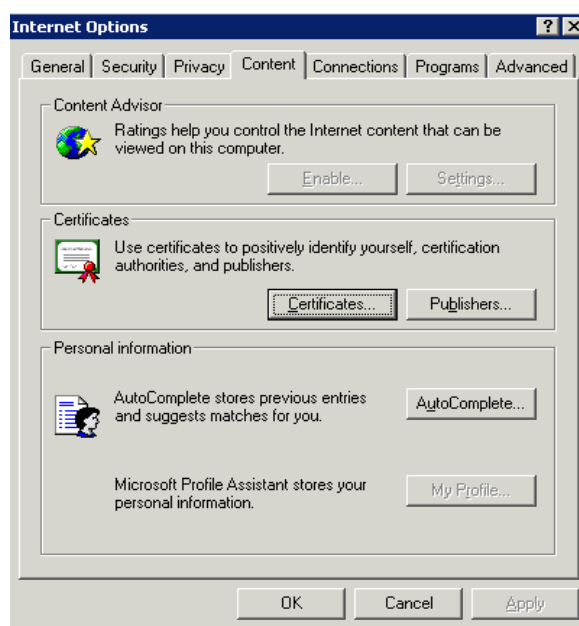 Internet Options
General Security Privacy Content Connections Programs Advanced
Content Advisor
Ratings help you control the Internet content that can be
viewed on this computer.
Enable... Settings...
Certificates
Use certificates to positively identify yourself, certification
authorities, and publishers.
Certificates... Publishers...
Personal information
AutoComplete stores previous entries
and suggests matches for you.
AutoComplete...
Microsoft Profile Assistant stores your
personal information.
My Profile...
OK Cancel Apply